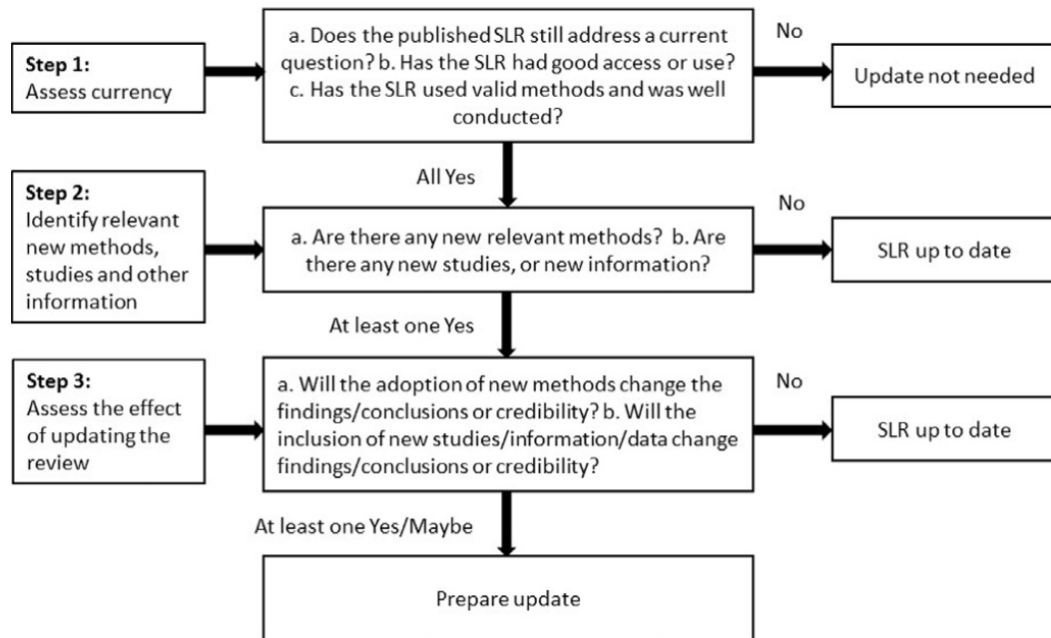 Step 1:
Assess currency
a. Does the published SLR still address a current
question? b. Has the SLR had good access or use?
c. Has the SLR used valid methods and was well
conducted?
No
Update not needed
All Yes
Step 2:
Identify relevant
new methods,
studies and other
information
a. Are there any new relevant methods?  b. Are
there any new studies, or new information?
No
SLR up to date
At least one Yes
Step 3:
Assess the effect
of updating the
review
a. Will the adoption of new methods change the
findings/conclusions or credibility? b. Will the
inclusion of new studies/information/data change
findings/conclusions or credibility?
No
SLR up to date
At least one Yes/Maybe
Prepare update